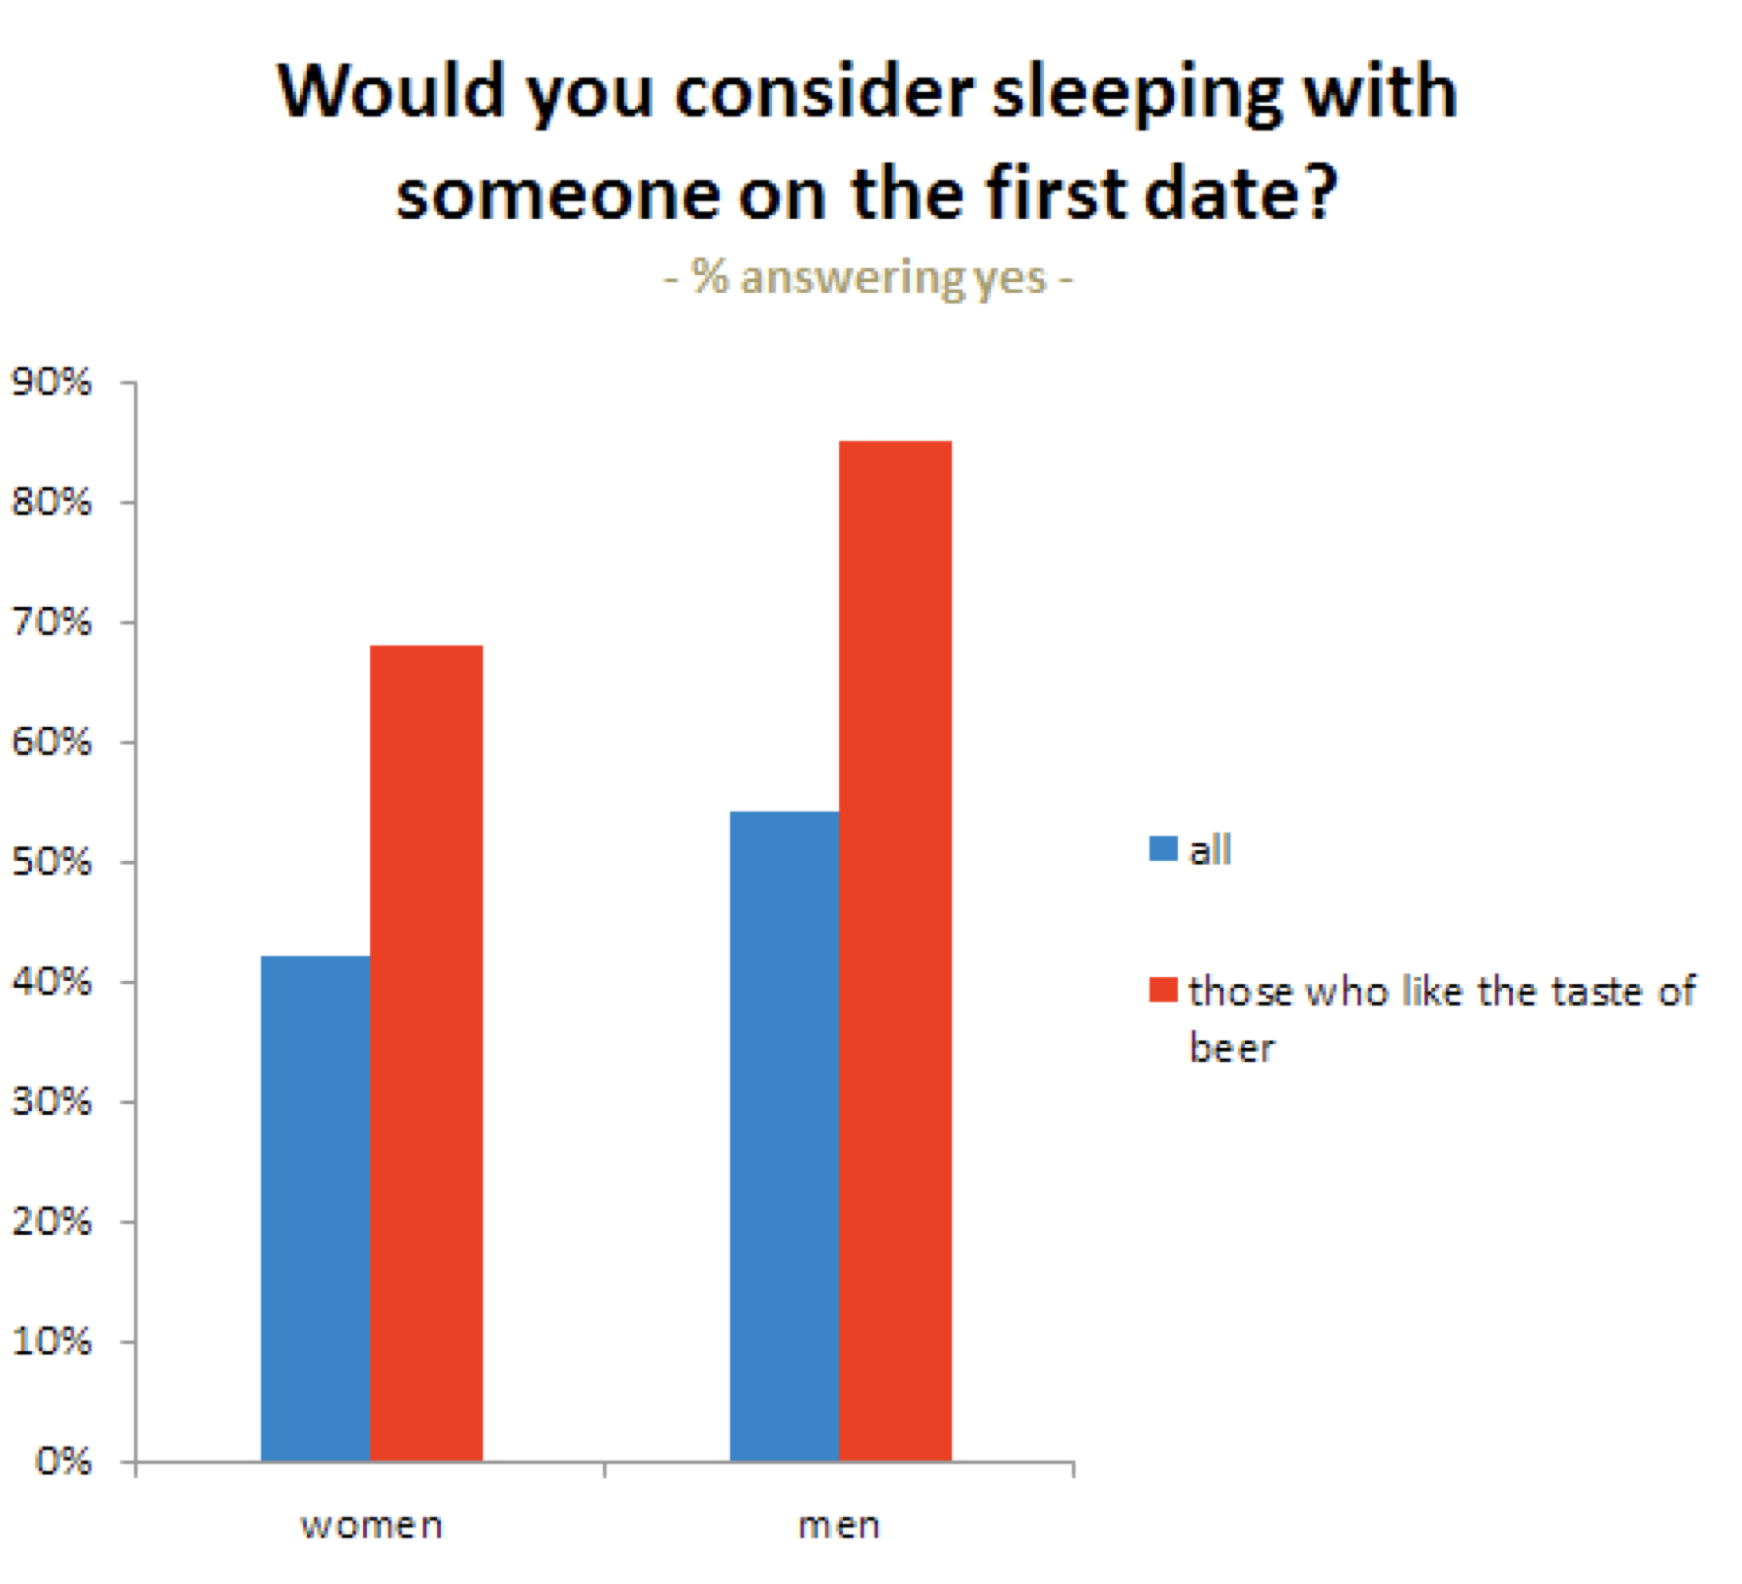 Would you consider sleeping with
someone on the first date?
- % answering yes -
90%
80%
70%
60%
50%
40%
30%
20%
10%
0%
women
men
all
those who like the taste of
beer